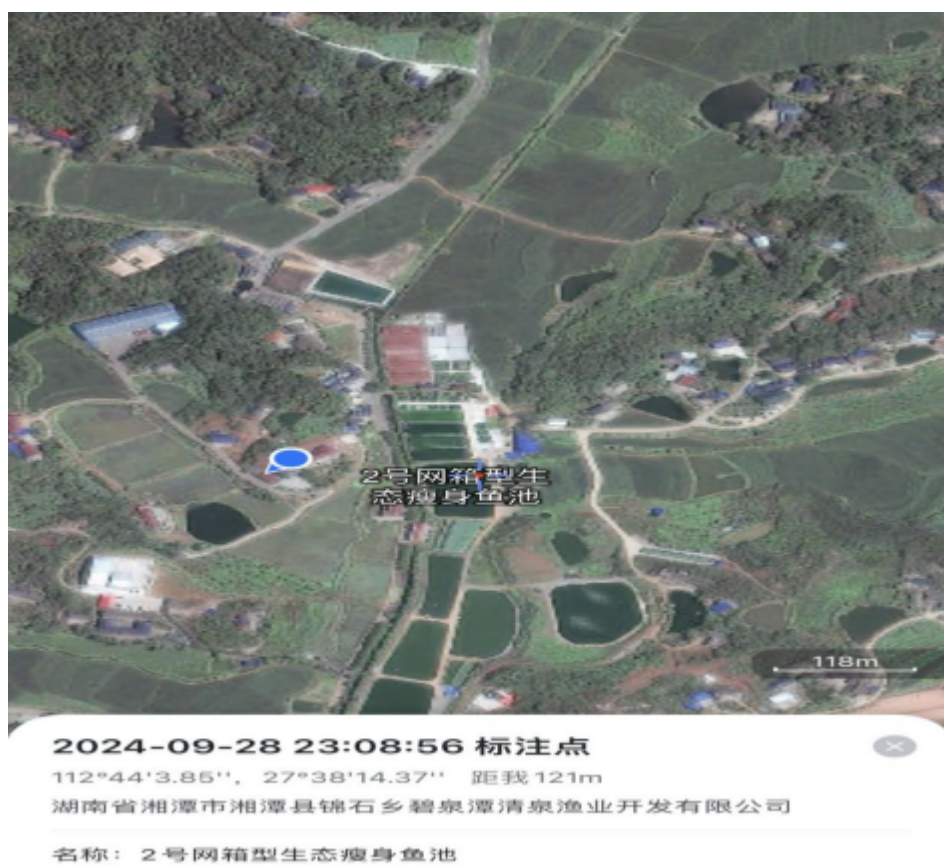 2号网箱型生
态瘦身鱼池
118m
2024-09-28 23:08:56 标注点
112°44'3.85''， 27°38'14.37'' 距我121m
湖南省湘潭市湘潭县锦石乡碧泉潭清泉渔业开发有限公司
名称：2号网箱型生态瘦身鱼池